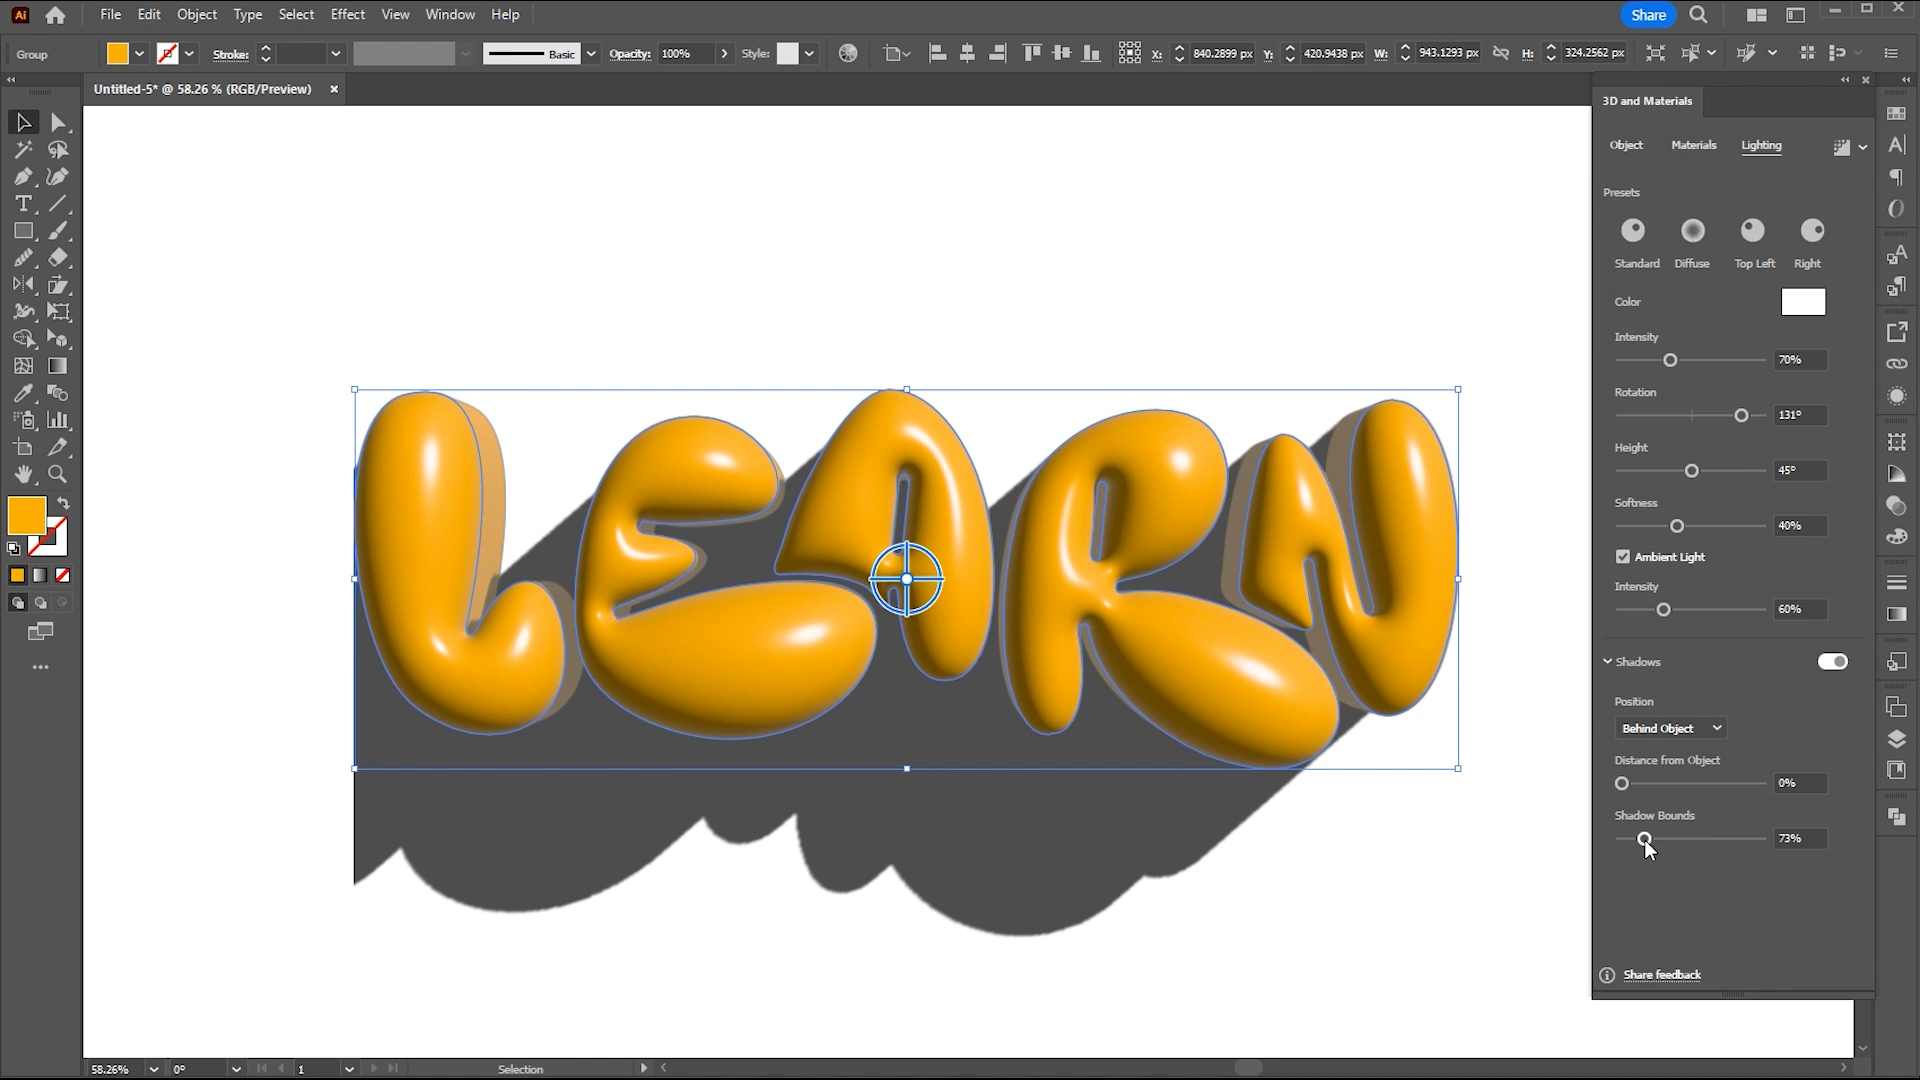 Ai File Edit Object Type Select Effect View Window Help Share
Group Stroke: Basic Opacity: 100% Style: X: 840.2899 px Y: 420.9438 px W: 943.1293 px H: 324.2562 px
Untitled-5* @ 58.26 % (RGB/Preview)
3D and Materials
Object Materials Lighting
Presets
Standard Diffuse Top Left Right
Color
Intensity
70%
Rotation
131°
Height
45°
Softness
40%
Ambient Light
Intensity
60%
Shadows
Position
Behind Object
Distance from Object
0%
Shadow Bounds
73%
Share feedback
LEARN
58.26% 0° 1 Selection